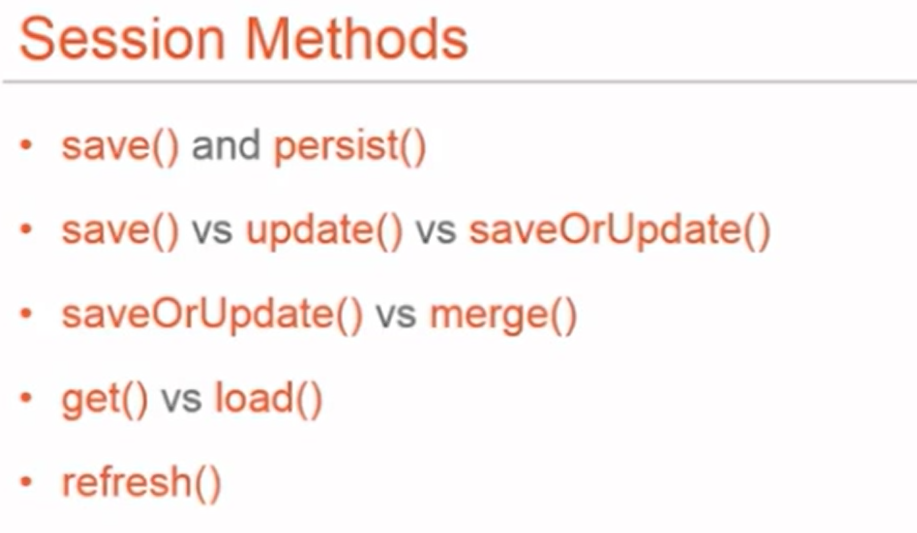 Session Methods
• save() and persist()
• save() vs update() vs saveOrUpdate()
• saveOrUpdate() vs merge()
• get() vs load()
• refresh()